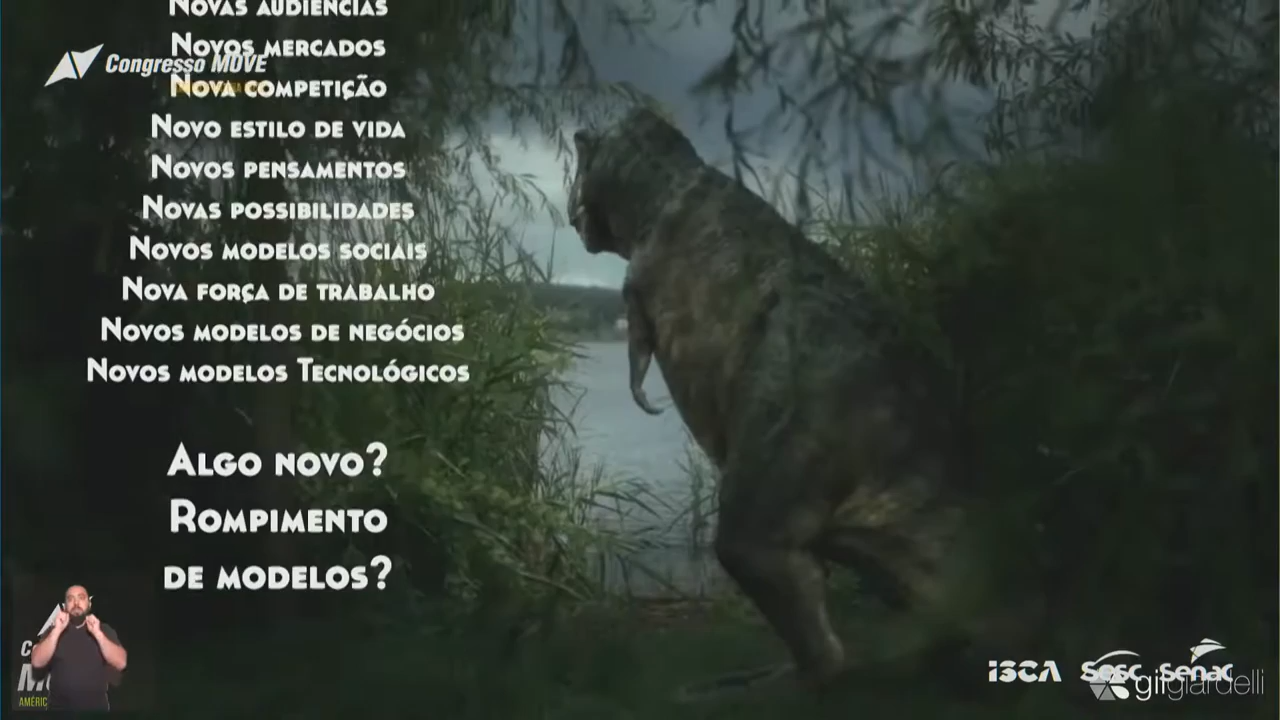 Novas audiências
Novos mercados
Congresso MOVE
Nova competição
Novo estilo de vida
Novos pensamentos
Novas possibilidades
Novos modelos sociais
Nova força de trabalho
Novos modelos de negócios
Novos modelos Tecnológicos
Algo novo?
Rompimento
de modelos?
AMÉRIC
ISCA Sesc Senac
gilgiardelli